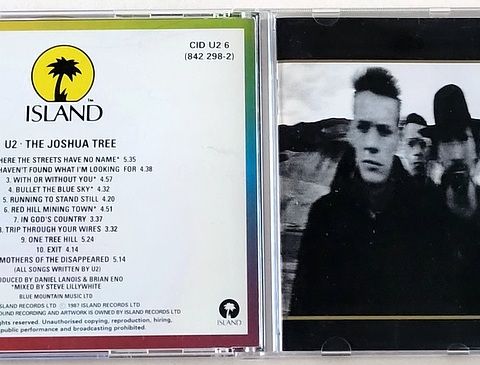 CID U2 6
(842 298-2)
ISLAND™
U2 · THE JOSHUA TREE
HERE THE STREETS HAVE NO NAME* 5.35
HAVEN'T FOUND WHAT I'M LOOKING FOR 4.38
3. WITH OR WITHOUT YOU* 4.57
4. BULLET THE BLUE SKY* 4.32
5. RUNNING TO STAND STILL 4.20
6. RED HILL MINING TOWN* 4.51
7. IN GOD'S COUNTRY 3.37
8. TRIP THROUGH YOUR WIRES 3.32
9. ONE TREE HILL 5.24
10. EXIT 4.14
MOTHERS OF THE DISAPPEARED 5.14
(ALL SONGS WRITTEN BY U2)
ODUCED BY DANIEL LANOIS & BRIAN ENO
*MIXED BY STEVE LILLYWHITE
BLUE MOUNTAIN MUSIC LTD
ISLAND RECORDS LTD © 1987 ISLAND RECORDS LTD
OUND RECORDING AND ARTWORK IS OWNED BY ISLAND RECORDS LTD
ights reserved. Unauthorised copying, reproduction, hiring,
public performance and broadcasting prohibited.
ISLAND